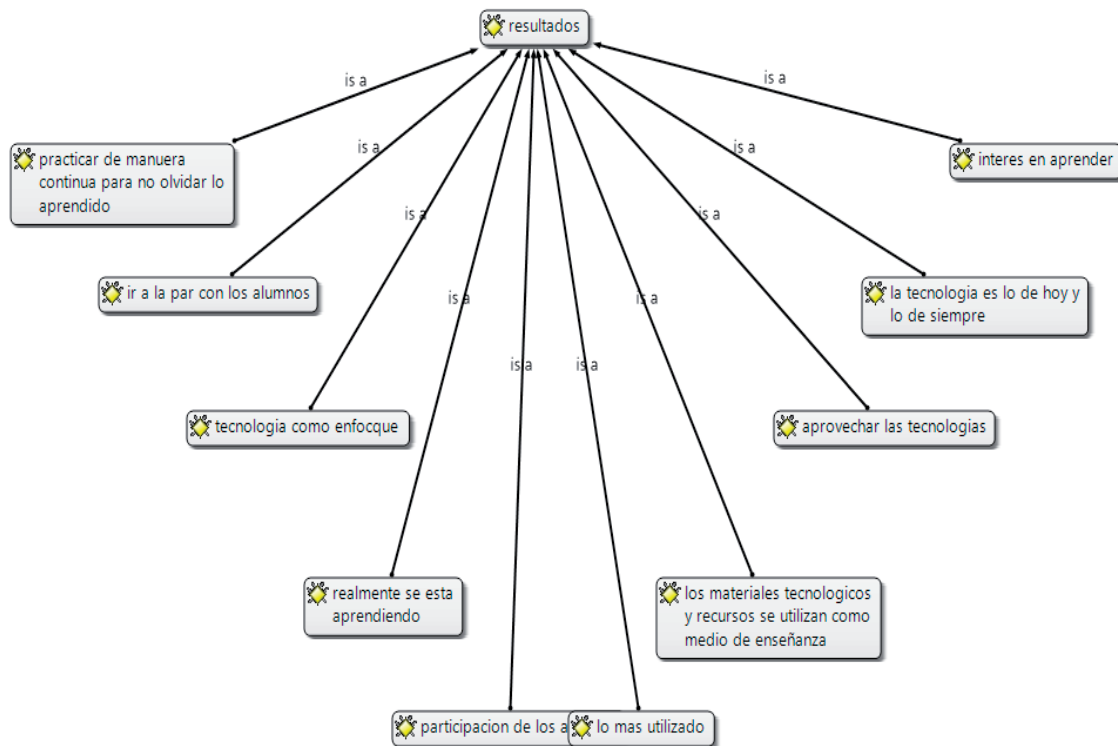 resultados
is a
is a
is a
is a
is a
is a
is a
is a
is a
is a
practicar de manuera
continua para no olvidar lo
aprendido
interes en aprender
ir a la par con los alumnos
la tecnologia es lo de hoy y
lo de siempre
tecnologia como enfocque
aprovechar las tecnologias
realmente se esta
aprendiendo
los materiales tecnologicos
y recursos se utilizan como
medio de enseñanza
participacion de los a
lo mas utilizado